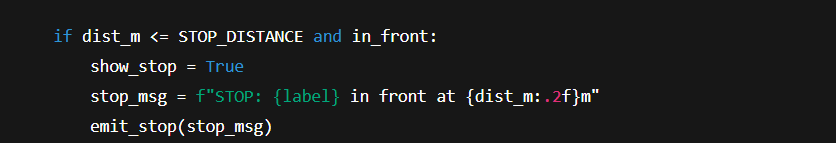 if dist_m <= STOP_DISTANCE and in_front:
show_stop = True
stop_msg = f"STOP: {label} in front at {dist_m:.2f}m"
emit_stop(stop_msg)